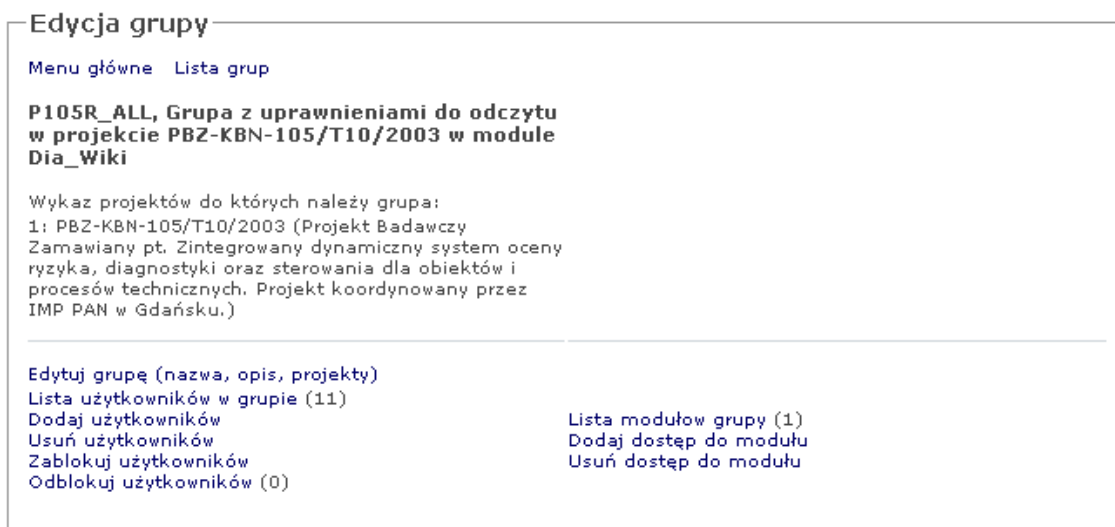 Edycja grupy
Menu główne Lista grup
P105R_ALL, Grupa z uprawnieniami do odczytu
w projekcie PBZ-KBN-105/T10/2003 w module
Dia_Wiki
Wykaz projektów do których należy grupa:
1: PBZ-KBN-105/T10/2003 (Projekt Badawczy
Zamawiany pt. Zintegrowany dynamiczny system oceny
ryzyka, diagnostyki oraz sterowania dla obiektów i
procesów technicznych. Projekt koordynowany przez
IMP PAN w Gdańsku.)
Edytuj grupę (nazwa, opis, projekty)
Lista użytkowników w grupie (11)
Dodaj użytkowników
Usuń użytkowników
Zablokuj użytkowników
Odblokuj użytkowników (0)
Lista modułow grupy (1)
Dodaj dostęp do modułu
Usuń dostęp do modułu